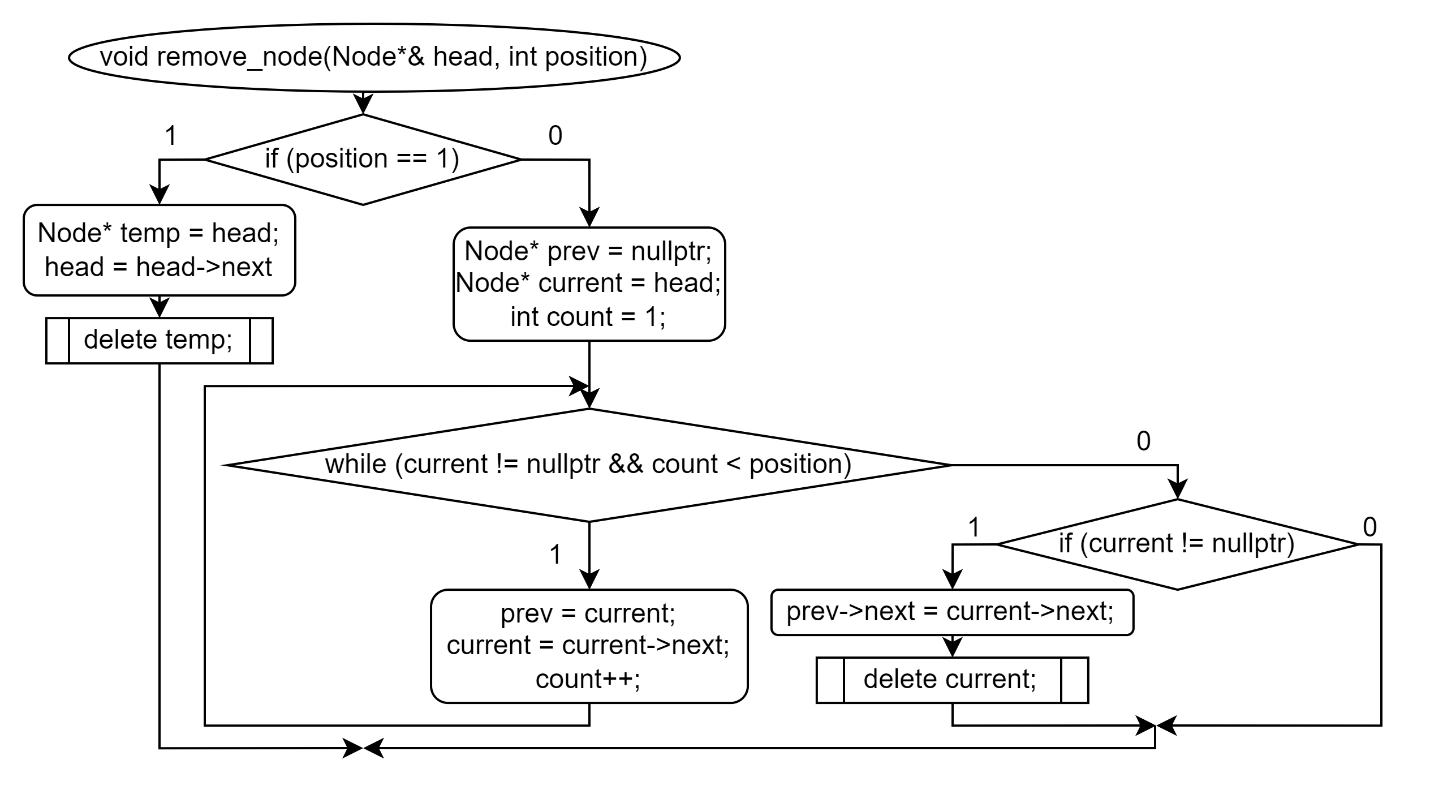 void remove_node(Node*& head, int position)
1
0
if (position == 1)
Node* temp = head;
head = head->next
delete temp;
Node* prev = nullptr;
Node* current = head;
int count = 1;
while (current != nullptr && count < position)
0
1
prev = current;
current = current->next;
count++;
if (current != nullptr)
1
0
prev->next = current->next;
delete current;